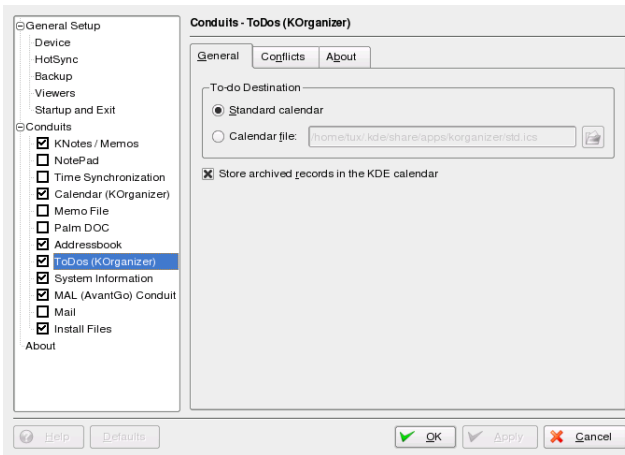 General Setup
Device
HotSync
Backup
Viewers
Startup and Exit
Conduits
KNotes / Memos
NotePad
Time Synchronization
Calendar (KOrganizer)
Memo File
Palm DOC
Addressbook
ToDos (KOrganizer)
System Information
MAL (AvantGo) Conduit
Mail
Install Files
About
Conduits - ToDos (KOrganizer)
General Conflicts About
To-do Destination
Standard calendar
Calendar file: /home/tux/.kde/share/apps/korganizer/std.ics
Store archived records in the KDE calendar
Help Defaults OK Apply Cancel